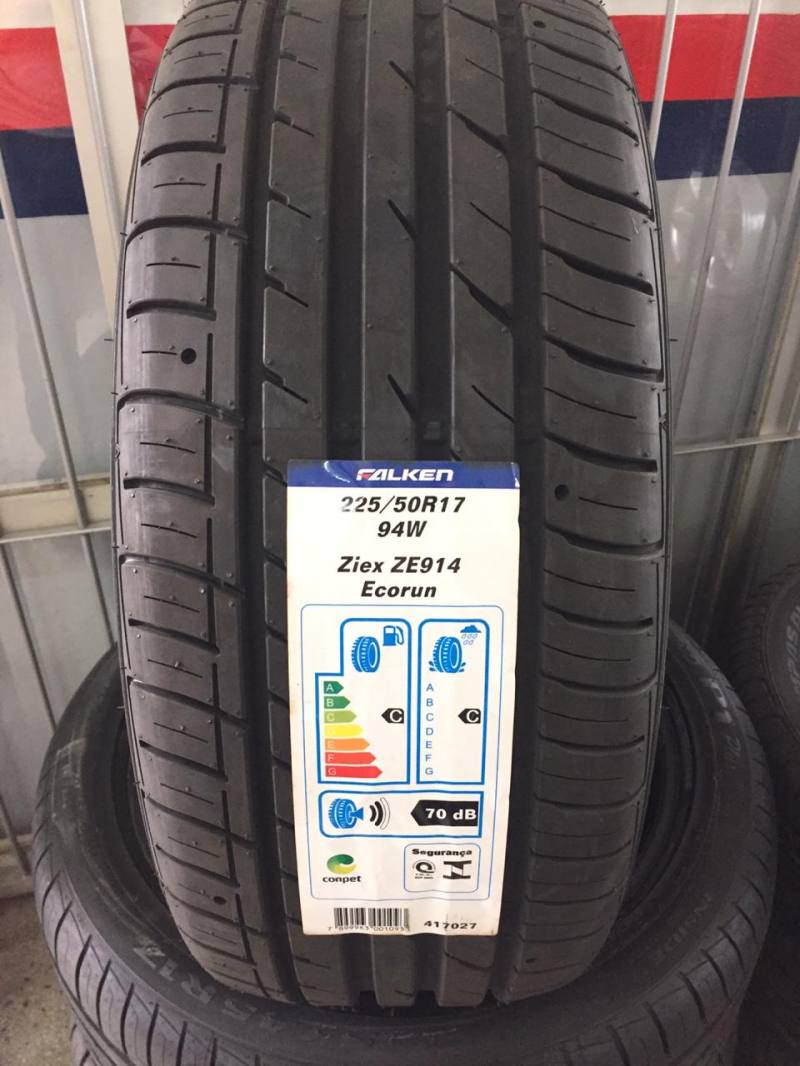 FALKEN
225/50R17
94W
Ziex ZE914
Ecorun
A
B
C
D
E
F
G
C
A
B
C
D
E
F
G
C
70 dB
conpet
Segurança
417027